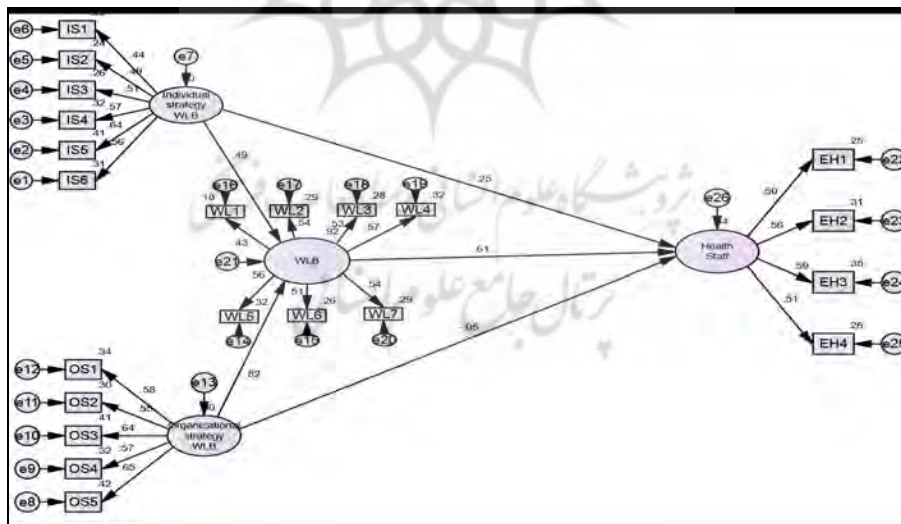 e6 IS1 .44
e5 .24 IS2 .49
e4 .26 IS3 .51
e3 .32 IS4 .57
e2 .41 IS5 .64
e1 .31 IS6 .56
e7
Individual
strategy
WLB
.49
.25
e16 e17 e18 e19
.18 WL1 .29 WL2 .28 WL3 .32 WL4
.43 .54 .53 .57
.92
e21 WLB
.61
.56 .51 .54
.32 WL5 .26 WL6 .29 WL7
e14 e15 e20
.82
.05
e12 .34 OS1 .58
e11 .30 OS2 .55
e10 .41 OS3 .64
e9 .32 OS4 .57
e8 .42 OS5 .65
e13
Organizational
strategy
WLB
e26
Health
Staff
.59 .25 EH1
.56 .31 EH2
.59 .35 EH3
.51 EH4
پرتال جامع علوم انسانی